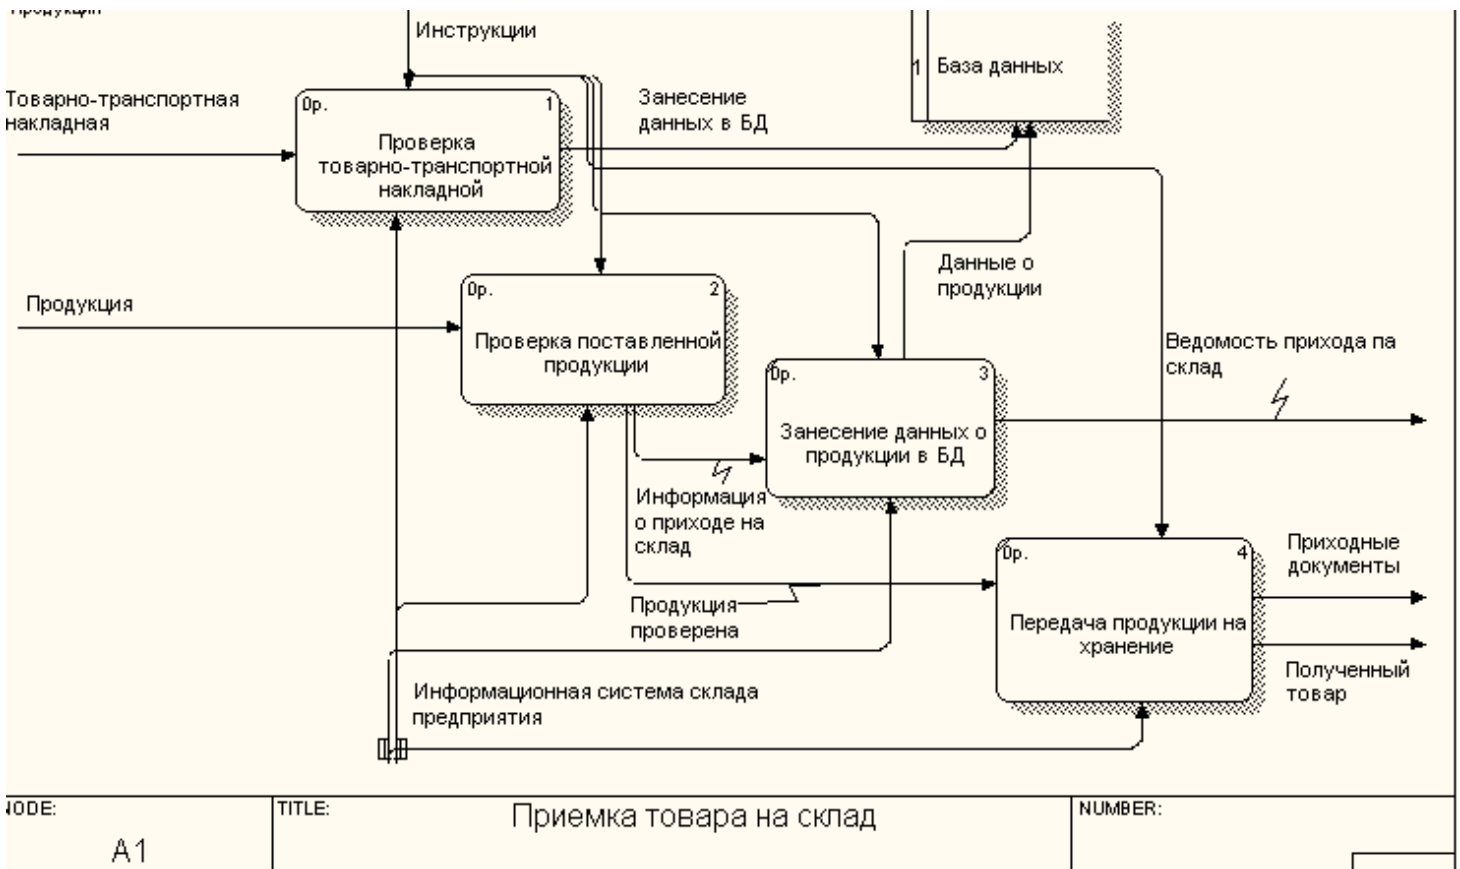 Продукции
Инструкции
1
База данных
Товарно-транспортная
накладная
0р.
1
Проверка
товарно-транспортной
накладной
Занесение
данных в БД
Данные о
продукции
Продукция
0р.
2
Проверка поставленной
продукции
Ведомость прихода па
склад
0р.
3
Занесение данных о
продукции в БД
Информация
о приходе на
склад
0р.
4
Передача продукции на
хранение
Приходные
документы
Продукция
проверена
Полученный
товар
Информационная система склада
предприятия
NODE:
A1
TITLE:
Приемка товара на склад
NUMBER: